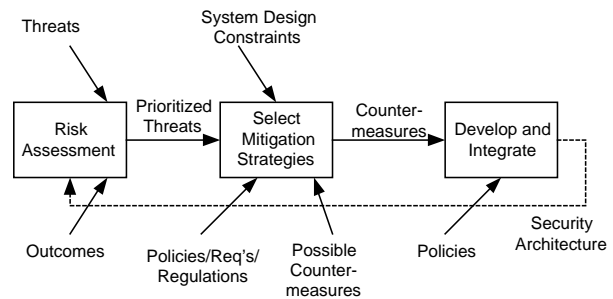 Threats
System Design
Constraints
Risk
Assessment
Prioritized
Threats
Select
Mitigation
Strategies
Counter-
measures
Develop and
Integrate
Outcomes
Policies/Req's/
Regulations
Possible
Counter-
measures
Policies
Security
Architecture